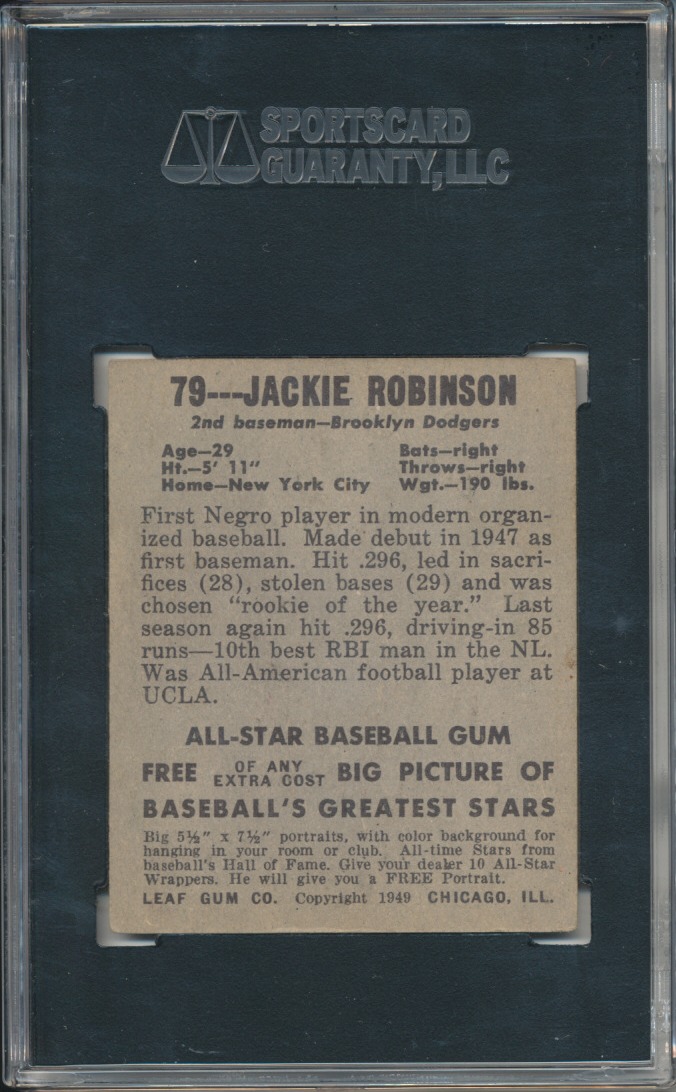 SPORTSCARD
GUARANTY, LLC
79---JACKIE ROBINSON
2nd baseman—Brooklyn Dodgers
Age—29 Bats—right
Ht.—5' 11" Throws—right
Home—New York City Wgt.—190 lbs.
First Negro player in modern organ-
ized baseball. Made debut in 1947 as
first baseman. Hit .296, led in sacri-
fices (28), stolen bases (29) and was
chosen "rookie of the year." Last
season again hit .296, driving-in 85
runs—10th best RBI man in the NL.
Was All-American football player at
UCLA.
ALL-STAR BASEBALL GUM
FREE OF ANY EXTRA COST BIG PICTURE OF
BASEBALL'S GREATEST STARS
Big 5½" x 7½" portraits, with color background for
hanging in your room or club. All-time Stars from
baseball's Hall of Fame. Give your dealer 10 All-Star
Wrappers. He will give you a FREE Portrait.
LEAF GUM CO. Copyright 1949 CHICAGO, ILL.